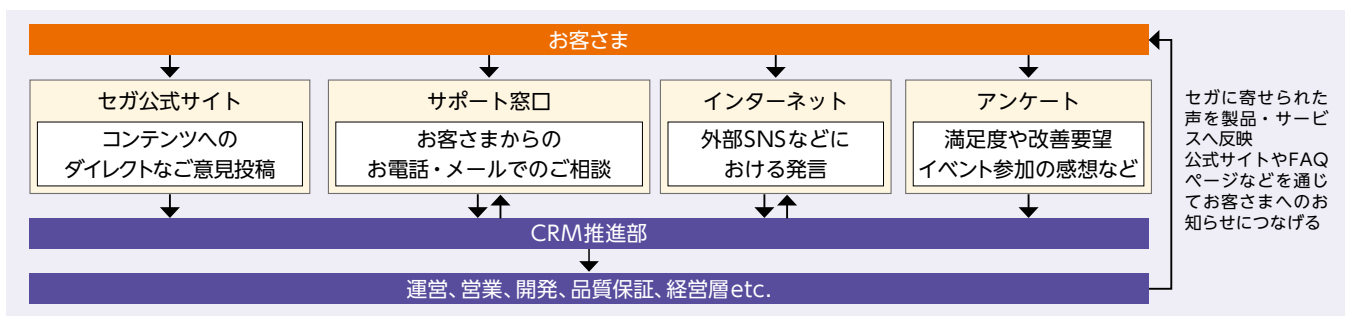 お客さま
セガ公式サイト
コンテンツへの
ダイレクトなご意見投稿
サポート窓口
お客さまからの
お電話・メールでのご相談
インターネット
外部SNSなどに
おける発言
アンケート
満足度や改善要望
イベント参加の感想など
CRM推進部
運営、営業、開発、品質保証、経営層etc.
セガに寄せられた
声を製品・サービ
スへ反映
公式サイトやFAQ
ページなどを通じ
てお客さまへのお
知らせにつなげる